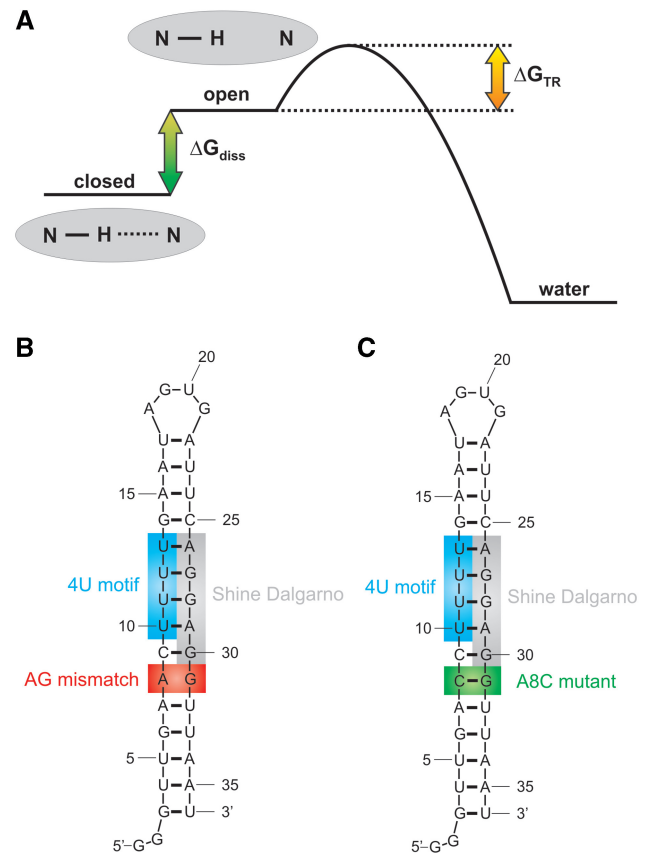 A
N — H N
open
ΔG_TR
ΔG_diss
closed
N — H ······ N
water
B
20
G U
A G
U A
A U
15 A U
G C 25
U A
4U motif
U G
Shine Dalgarno
U G
10 U A
C G 30
AG mismatch
A G
A U
G U
5 U A
U A 35
G U 3'
5'-G G
C
20
G U
A G
U A
A U
15 A U
G C 25
U A
4U motif
U G
Shine Dalgarno
U G
10 U A
C G 30
C G
A8C mutant
A U
G U
5 U A
U A 35
G U 3'
5'-G G